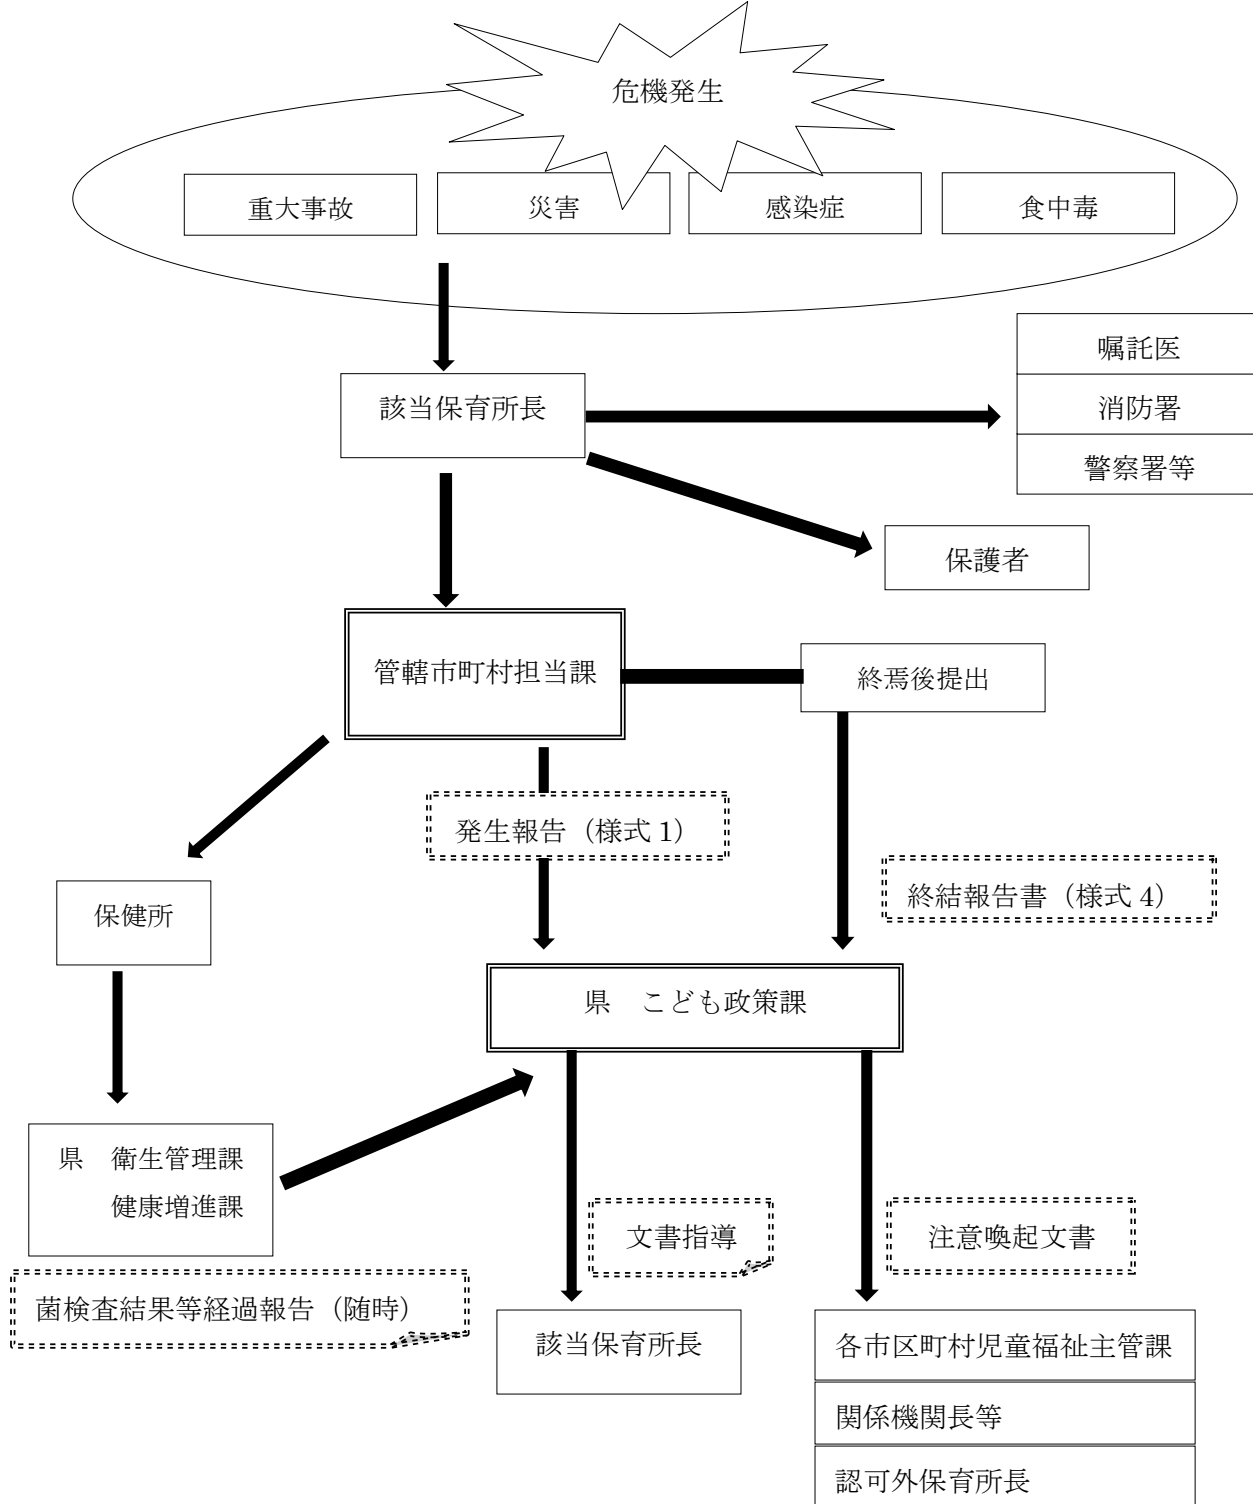 危機発生
重大事故
災害
感染症
食中毒
嘱託医
該当保育所長
消防署
警察署等
保護者
管轄市町村担当課
終焉後提出
発生報告（様式 1）
終結報告書（様式 4）
保健所
県　こども政策課
県　衛生管理課
健康増進課
文書指導
注意喚起文書
菌検査結果等経過報告（随時）
該当保育所長
各市区町村児童福祉主管課
関係機関長等
認可外保育所長